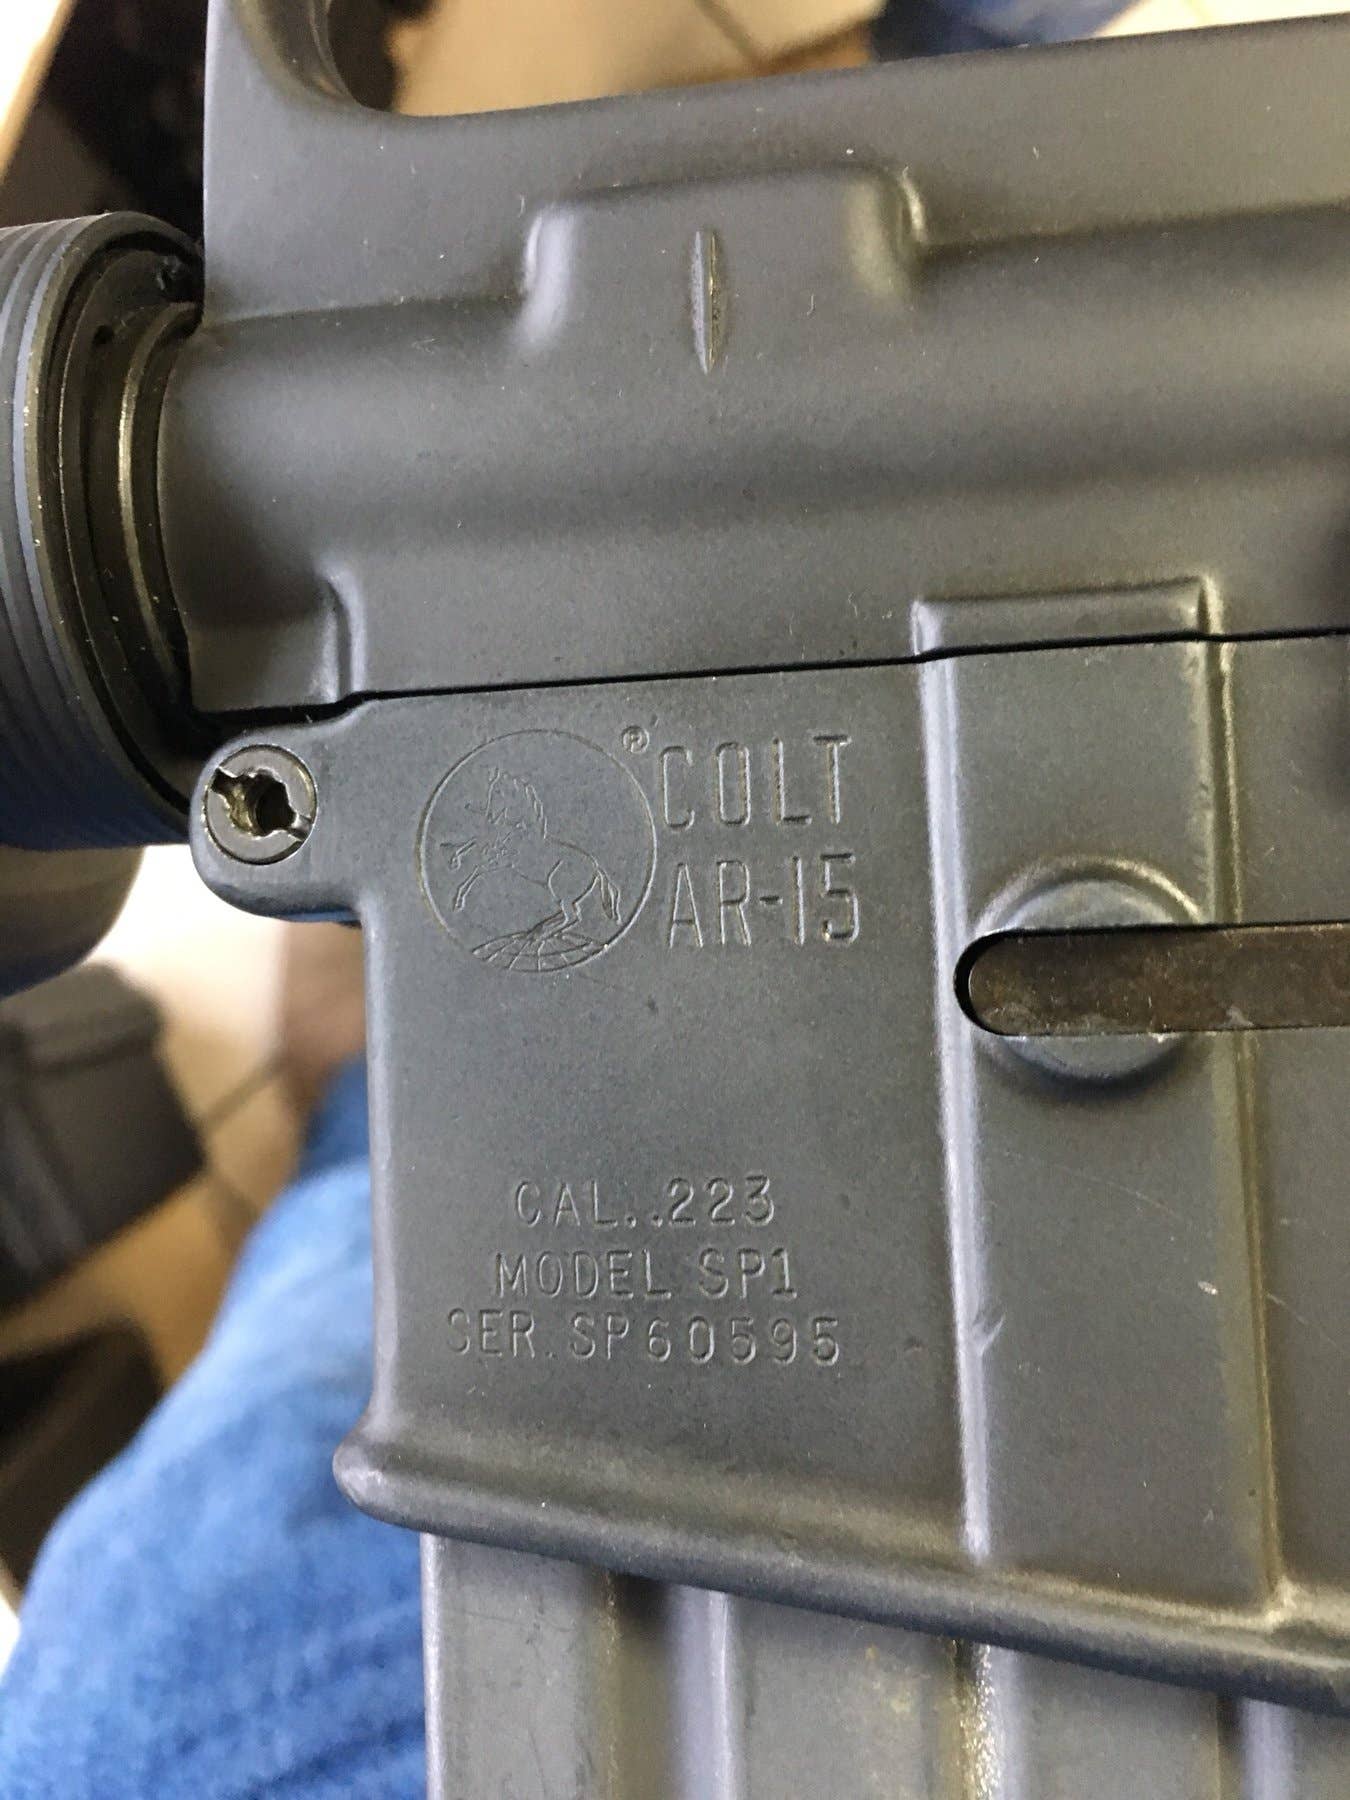 ® COLT
AR-15
CAL. .223
MODEL SP1
SER. SP60595